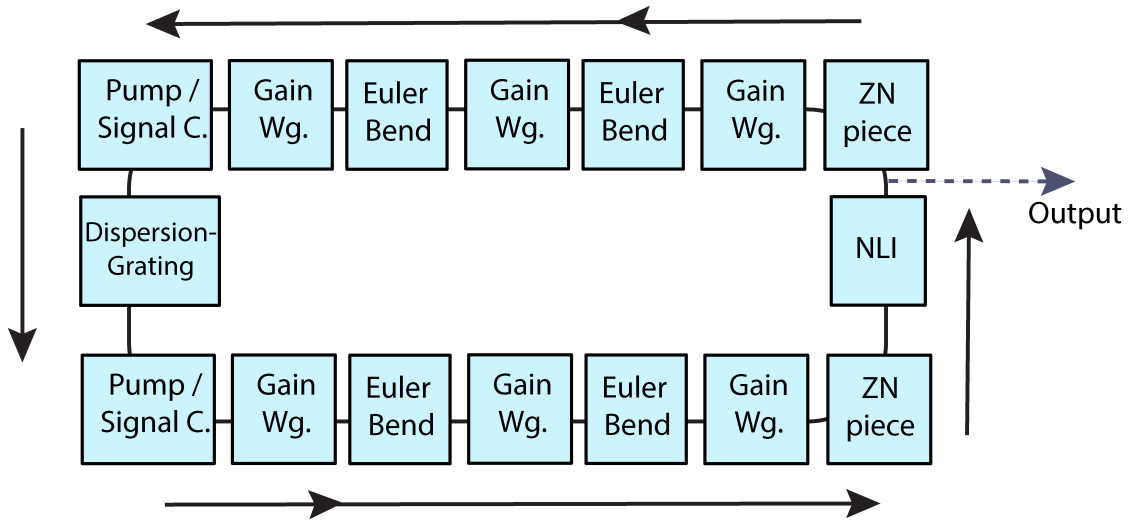 Pump /
Signal C.
Gain
Wg.
Euler
Bend
Gain
Wg.
Euler
Bend
Gain
Wg.
ZN
piece
Output
Dispersion-
Grating
NLI
Pump /
Signal C.
Gain
Wg.
Euler
Bend
Gain
Wg.
Euler
Bend
Gain
Wg.
ZN
piece